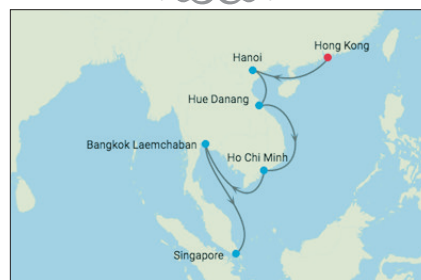 Hong Kong
Hanoi
Hue Danang
Bangkok Laemchaban
Ho Chi Minh
Singapore